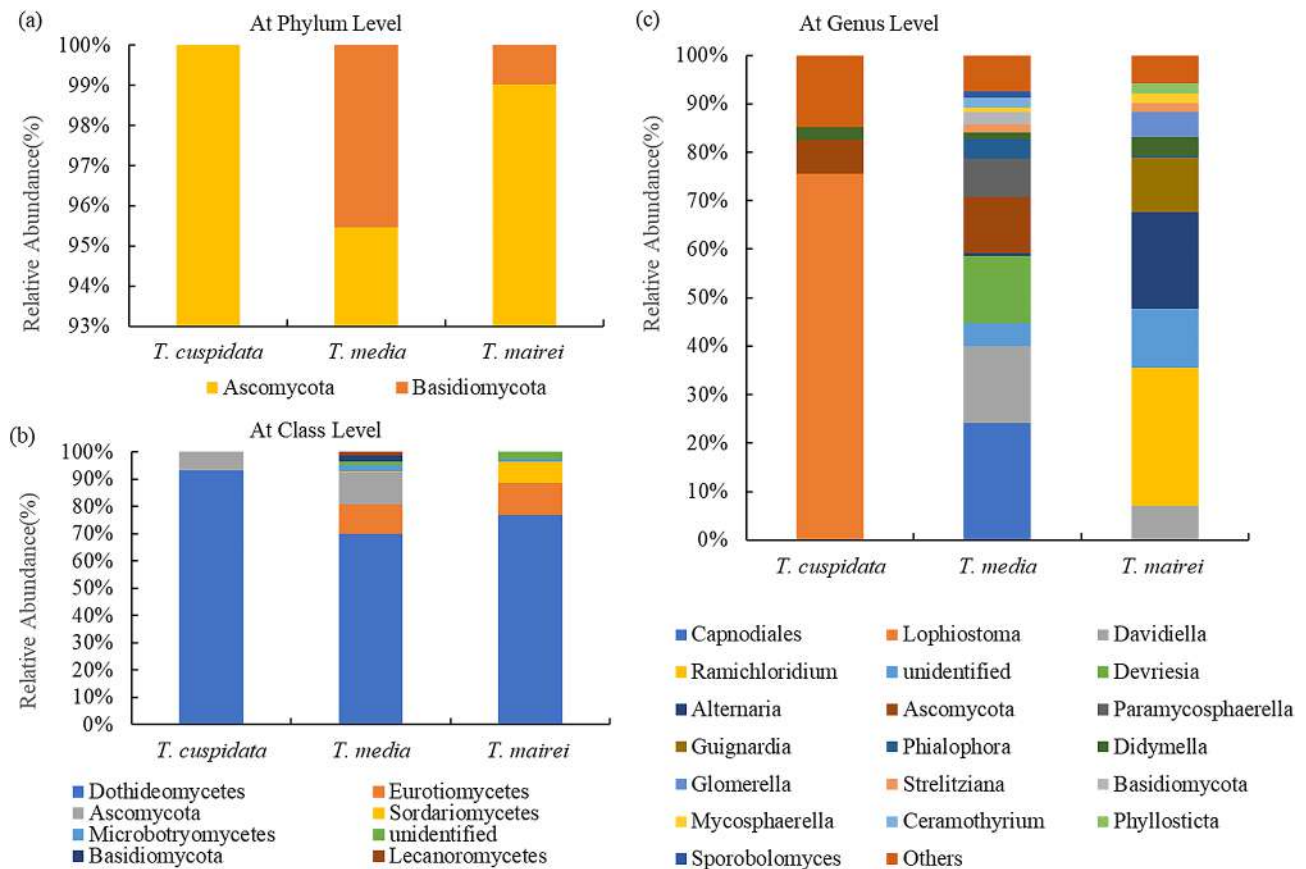 (a)
At Phylum Level
Relative Abundance(%)
100%
99%
98%
97%
96%
95%
94%
93%
T. cuspidata T. media T. mairei
Ascomycota Basidiomycota
(b)
At Class Level
Relative Abundance(%)
100%
90%
80%
70%
60%
50%
40%
30%
20%
10%
0%
T. cuspidata T. media T. mairei
Dothideomycetes Eurotiomycetes
Ascomycota Sordariomycetes
Microbotryomycetes unidentified
Basidiomycota Lecanoromycetes
(c)
At Genus Level
Relative Abundance(%)
100%
90%
80%
70%
60%
50%
40%
30%
20%
10%
0%
T. cuspidata T. media T. mairei
Capnodiales Lophiostoma Davidiella
Ramichloridium unidentified Devriesia
Alternaria Ascomycota Paramycosphaerella
Guignardia Phialophora Didymella
Glomerella Strelitziana Basidiomycota
Mycosphaerella Ceramothyrium Phyllosticta
Sporobolomyces Others